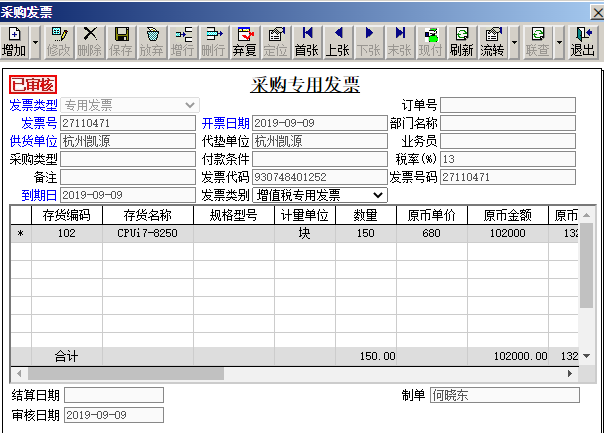 采购发票
增加 修改 删除 保存 放弃 增行 删行 弃复 定位 首张 上张 下张 末张 现付 刷新 流转 联查 退出
已审核 采购专用发票
发票类型 专用发票 订单号
发票号 27110471 开票日期 2019-09-09 部门名称
供货单位 杭州凯源 代垫单位 杭州凯源 业务员
采购类型 付款条件 税率(%) 13
备注 发票代码 930748401252 发票号码 27110471
到期日 2019-09-09 发票类别 增值税专用发票
存货编码 存货名称 规格型号 计量单位 数量 原币单价 原币金额 原币
* 102 CPUi7-8250 块 150 680 102000 132
合计 150.00 102000.00 132
结算日期 制单 何晓东
审核日期 2019-09-09